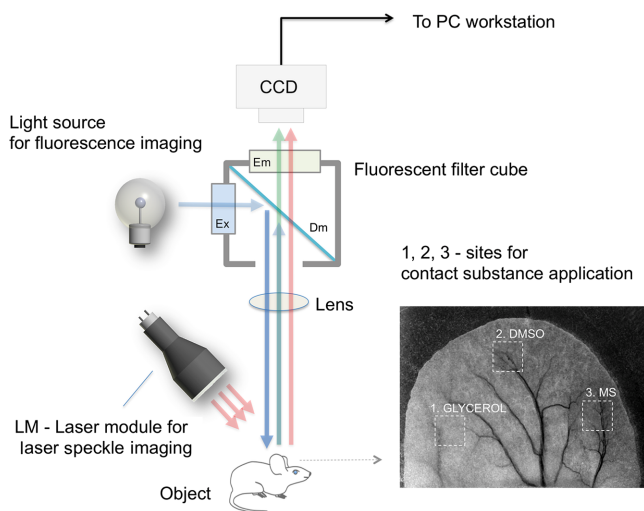 To PC workstation
CCD
Light source
for fluorescence imaging
Em
Fluorescent filter cube
Ex
Dm
1, 2, 3 - sites for
contact substance application
Lens
2. DMSO
3. MS
1. GLYCEROL
LM - Laser module for
laser speckle imaging
Object